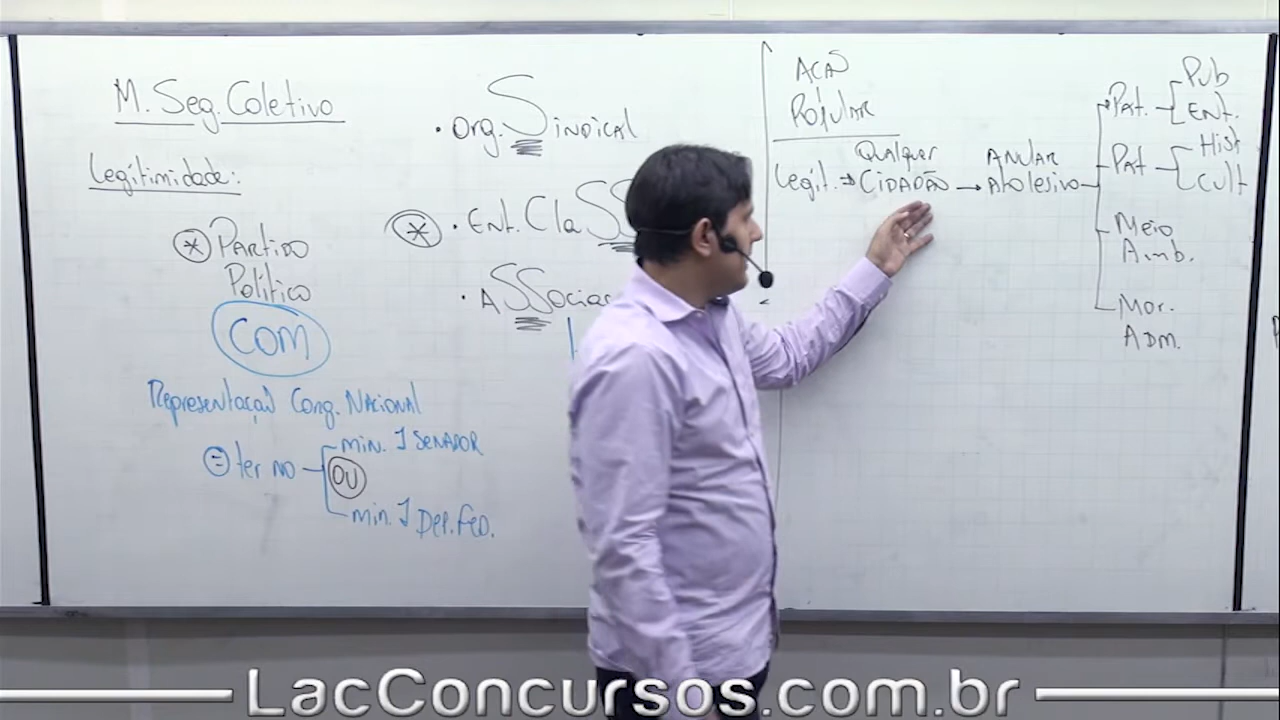 M. Seg. Coletivo
Legitimidade:
* Partido
Político
COM
Representação Cong. Nacional
= ter no
min. 1 SENADOR
OU
min. 1 Dep. Fed.
• Org. Sindical
* • Ent. Cla
• ASSociac
AÇÃO
POPULAR
Legit. → Qualquer
CIDADÃO → ANULAR
Ato lesivo
Pat. Pub
Ent.
Pat Hist
Cult
Meio
Amb.
Mor.
ADM.
LacConcursos.com.br